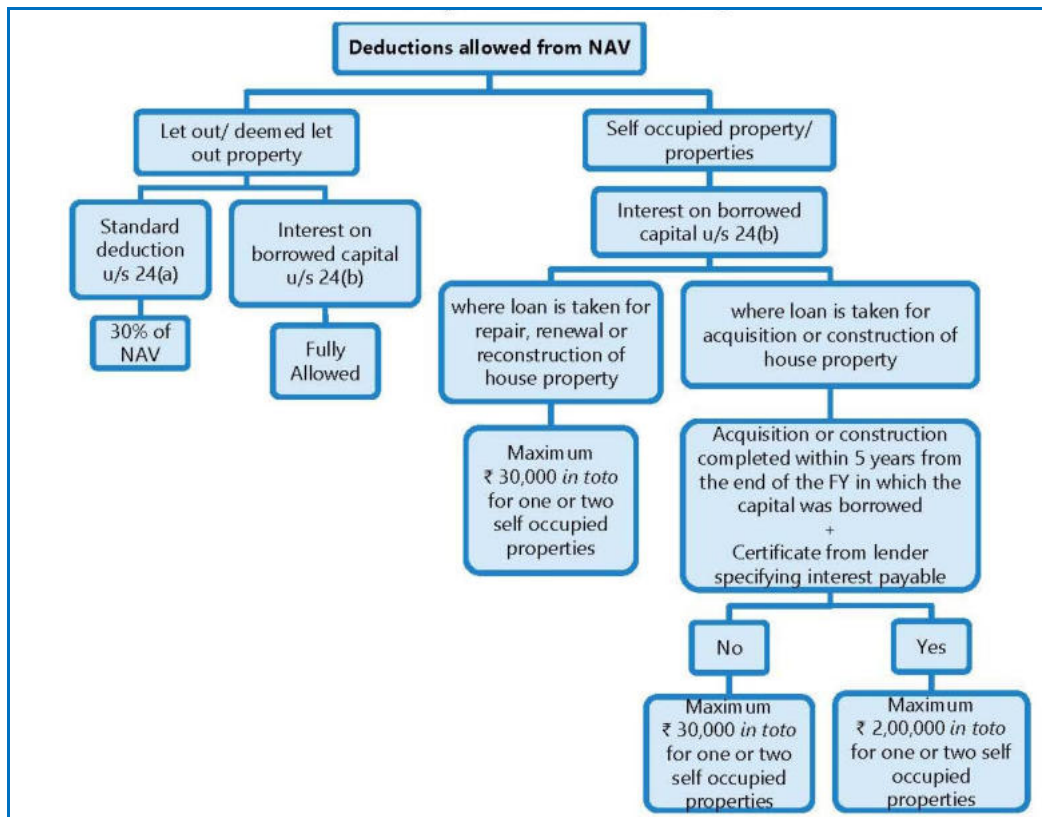 Deductions allowed from NAV
Let out/ deemed let
out property
Self occupied property/
properties
Standard
deduction
u/s 24(a)
Interest on
borrowed capital
u/s 24(b)
Interest on borrowed
capital u/s 24(b)
30% of
NAV
Fully
Allowed
where loan is taken for
repair, renewal or
reconstruction of
house property
where loan is taken for
acquisition or construction of
house property
Maximum
₹ 30,000 in toto
for one or two
self occupied
properties
Acquisition or construction
completed within 5 years from
the end of the FY in which the
capital was borrowed
+
Certificate from lender
specifying interest payable
No
Yes
Maximum
₹ 30,000 in toto
for one or two
self occupied
properties
Maximum
₹ 2,00,000 in toto
for one or two self
occupied
properties